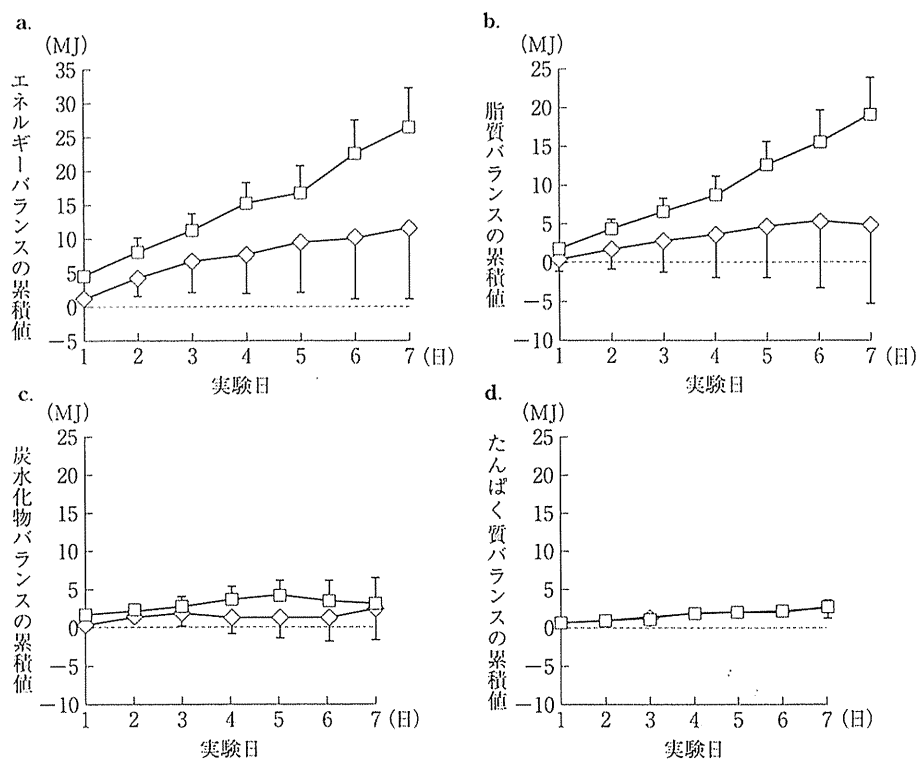 a.
(MJ)
エネルギーバランスの累積値
35
30
25
20
15
10
5
0
−5
1 2 3 4 5 6 7 (日)
実験日
b.
(MJ)
脂質バランスの累積値
25
20
15
10
5
0
−5
−10
1 2 3 4 5 6 7 (日)
実験日
c.
(MJ)
炭水化物バランスの累積値
25
20
15
10
5
0
−5
−10
1 2 3 4 5 6 7 (日)
実験日
d.
(MJ)
たんぱく質バランスの累積値
25
20
15
10
5
0
−5
−10
1 2 3 4 5 6 7 (日)
実験日